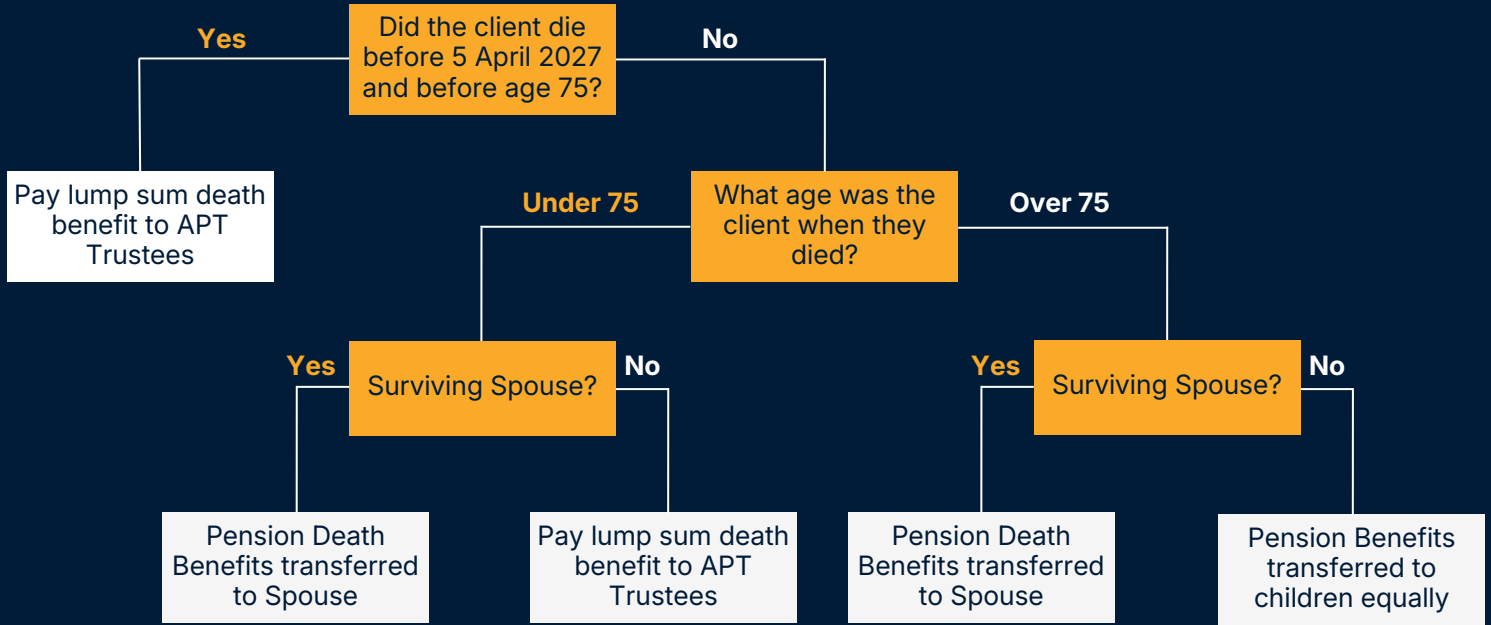 Did the client die
before 5 April 2027
and before age 75?
Yes
No
Pay lump sum death
benefit to APT
Trustees
What age was the
client when they
died?
Under 75
Over 75
Surviving Spouse?
Yes
No
Surviving Spouse?
Yes
No
Pension Death
Benefits transferred
to Spouse
Pay lump sum death
benefit to APT
Trustees
Pension Death
Benefits transferred
to Spouse
Pension Benefits
transferred to
children equally